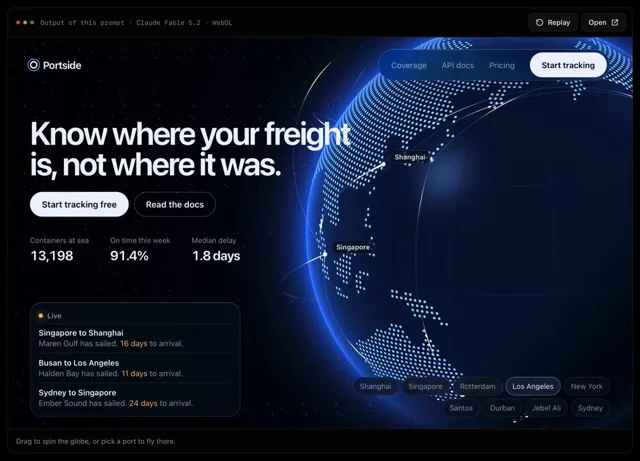 Output of this prompt · Claude Fable 5.2 · WebGL
Replay
Open
Portside
Coverage
API docs
Pricing
Start tracking
Know where your freight
is, not where it was.
Start tracking free
Read the docs
Containers at sea
13,198
On time this week
91.4%
Median delay
1.8 days
Shanghai
Singapore
Live
Singapore to Shanghai
Maren Gulf has sailed. 16 days to arrival.
Busan to Los Angeles
Halden Bay has sailed. 11 days to arrival.
Sydney to Singapore
Ember Sound has sailed. 24 days to arrival.
Shanghai
Singapore
Rotterdam
Los Angeles
New York
Santos
Durban
Jebel Ali
Sydney
Drag to spin the globe, or pick a port to fly there.